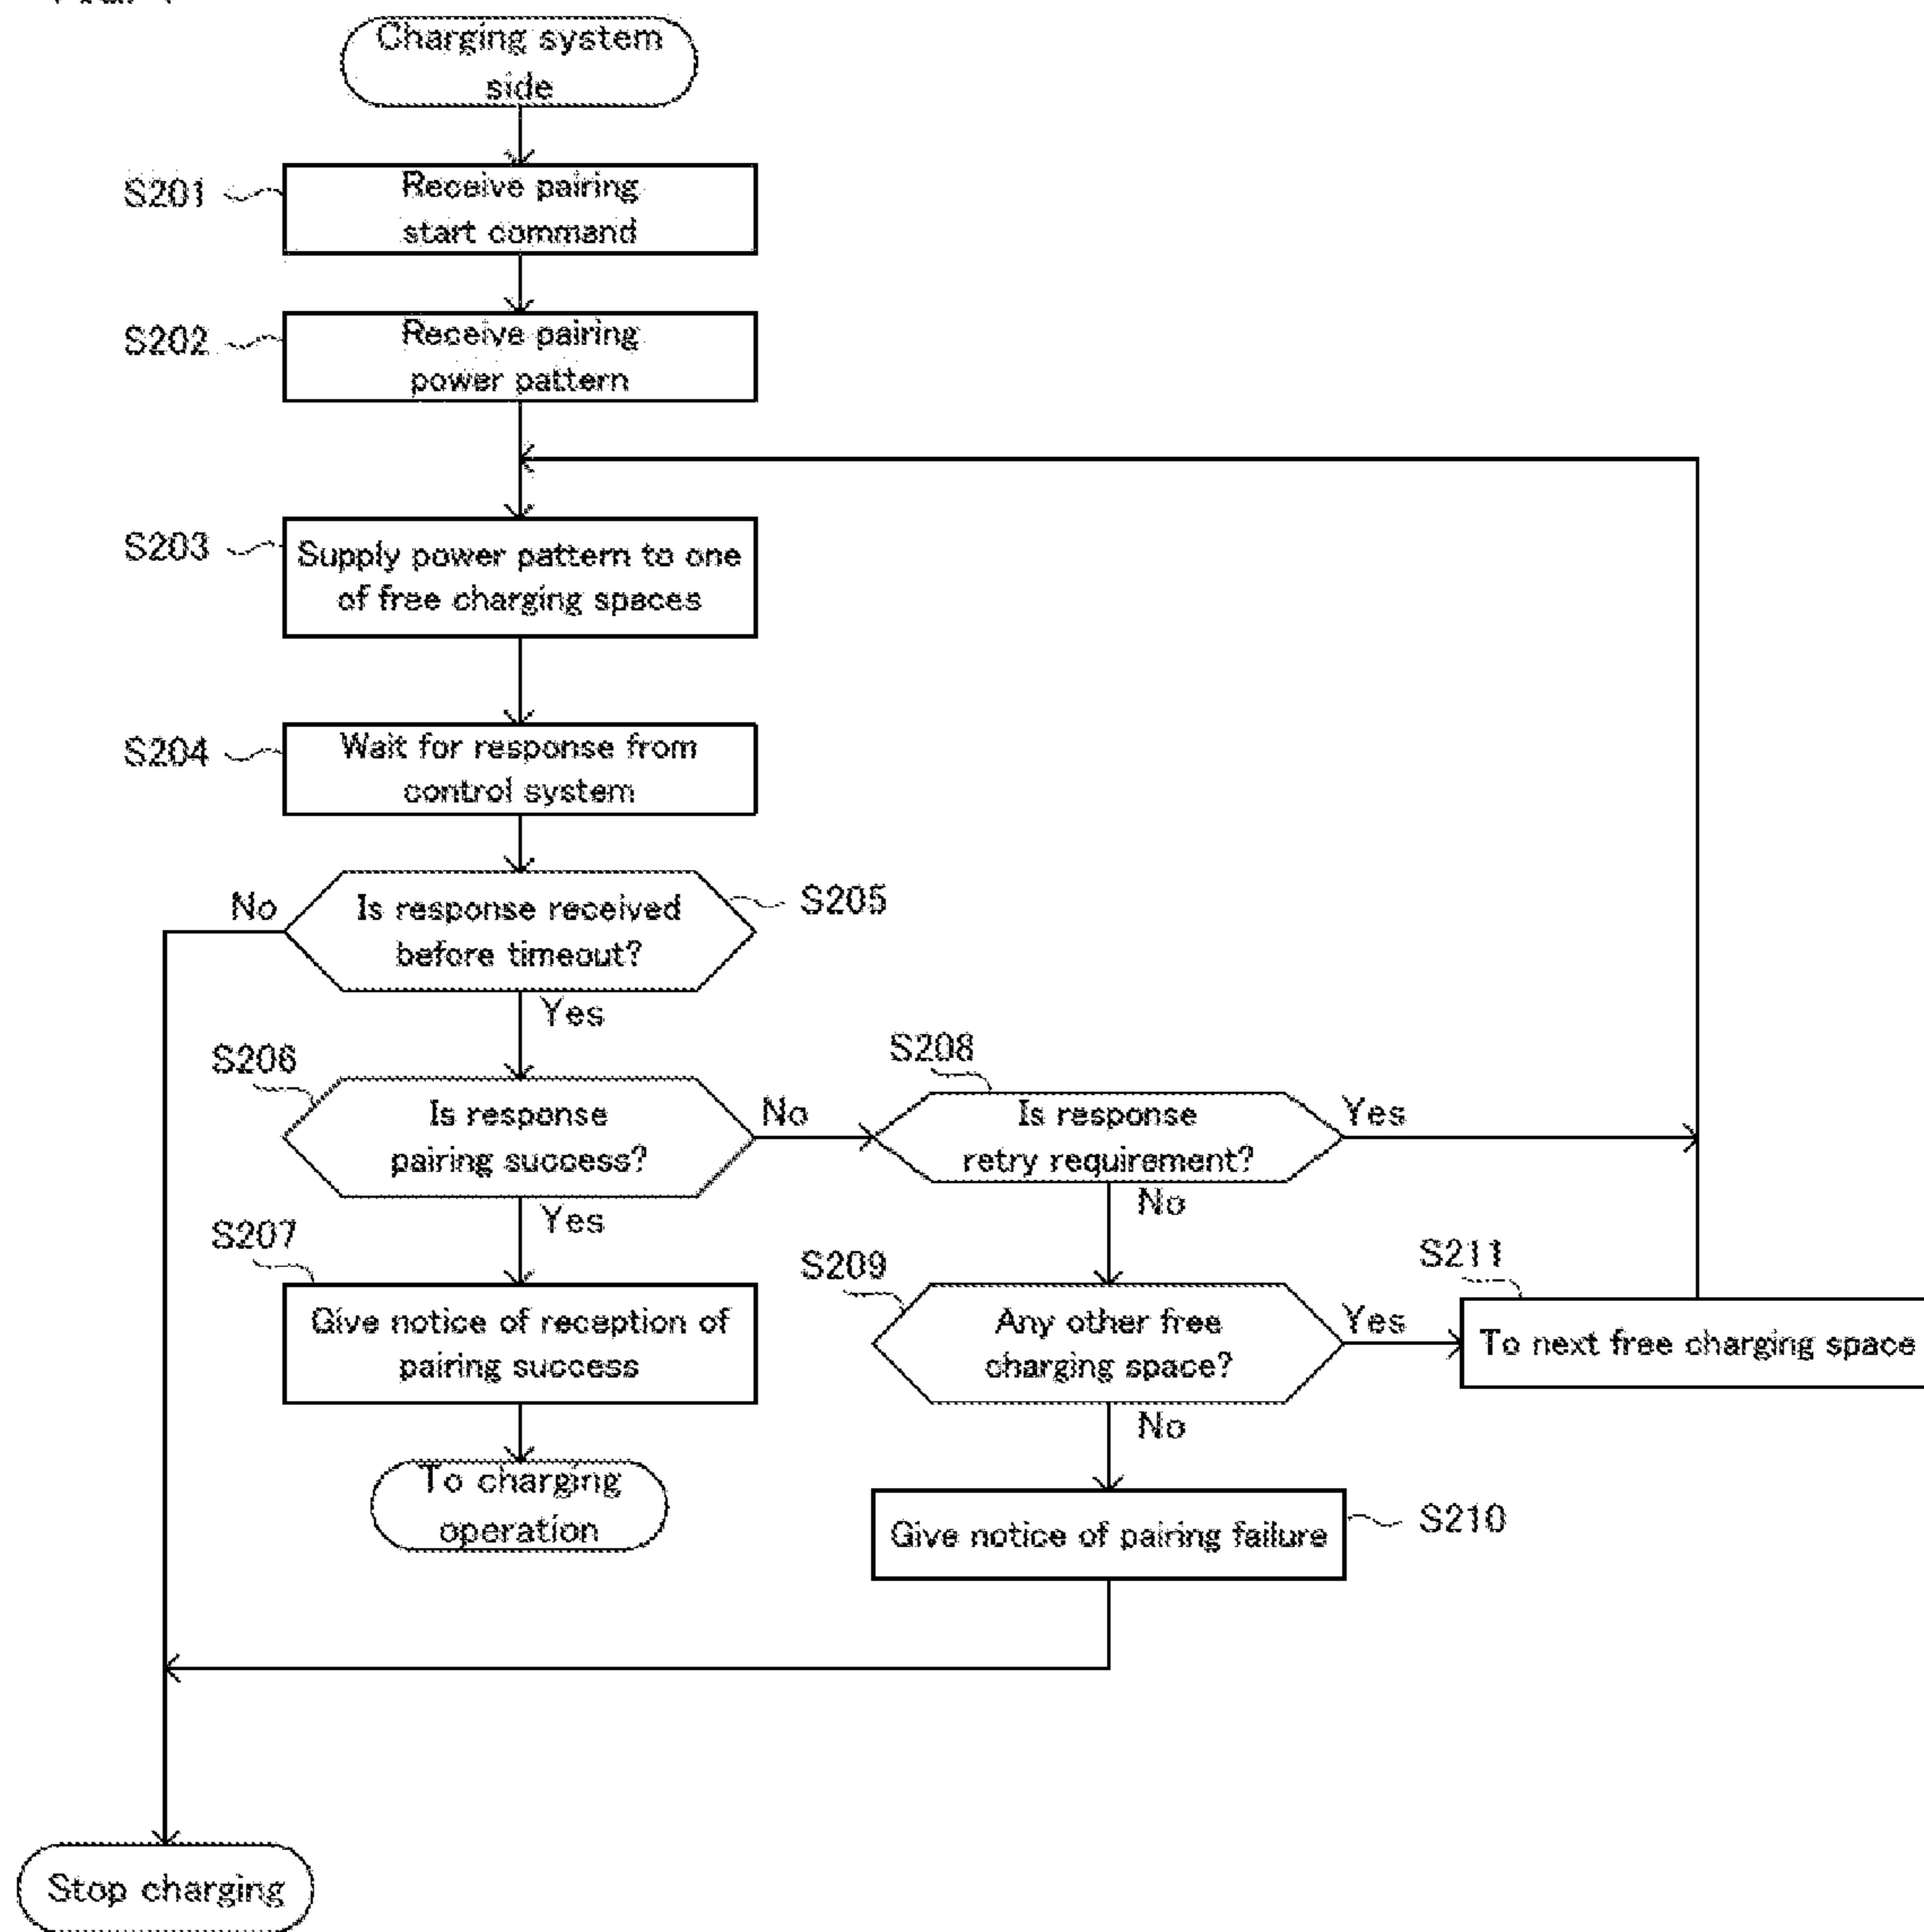 Charging system
side
S201
Receive pairing
start command
S202
Receive pairing
power pattern
S203
Supply power pattern to one
of free charging spaces
S204
Wait for response from
control system
No
Is response received
before timeout?
S205
Yes
S206
Is response
pairing success?
No
S208
Is response
retry requirement?
Yes
No
Yes
S207
Give notice of reception of
pairing success
S209
Any other free
charging space?
Yes
S211
To next free charging space
No
To charging
operation
Give notice of pairing failure
S210
Stop charging